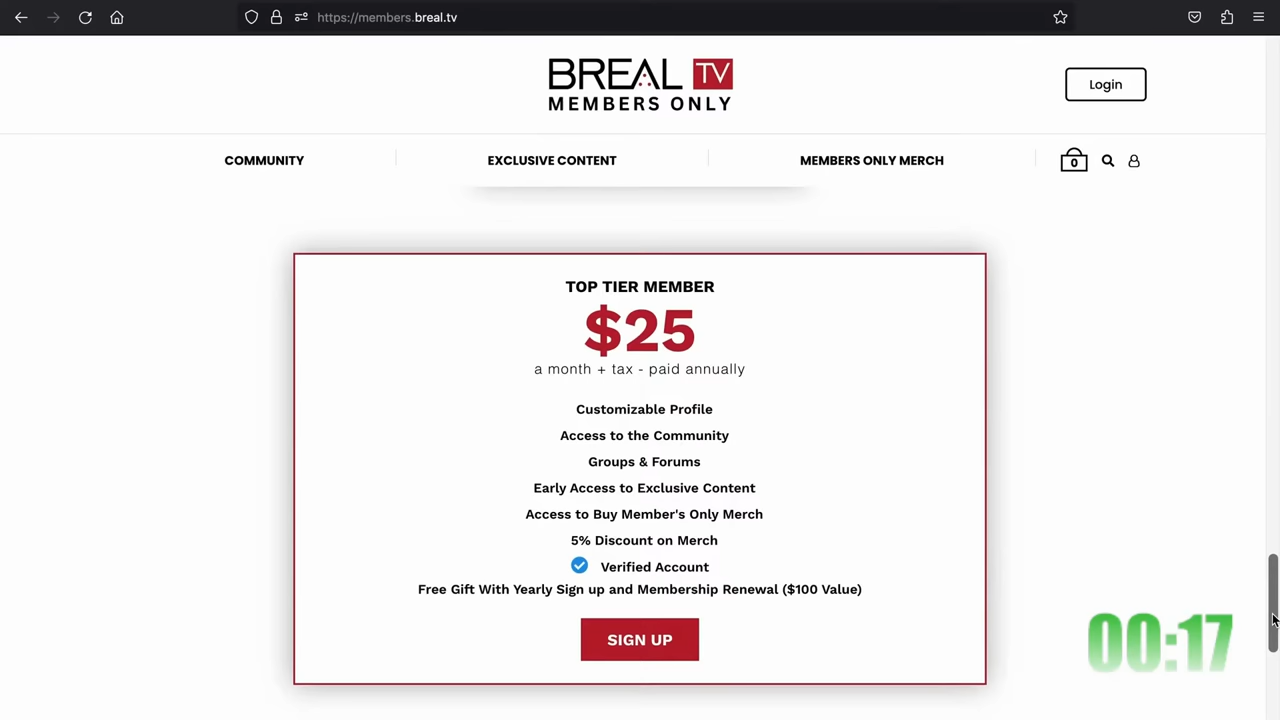 https://members.breal.tv
BREAL TV
MEMBERS ONLY
Login
COMMUNITY
EXCLUSIVE CONTENT
MEMBERS ONLY MERCH
0
TOP TIER MEMBER
$25
a month + tax - paid annually
Customizable Profile
Access to the Community
Groups & Forums
Early Access to Exclusive Content
Access to Buy Member's Only Merch
5% Discount on Merch
Verified Account
Free Gift With Yearly Sign up and Membership Renewal ($100 Value)
SIGN UP
00:17